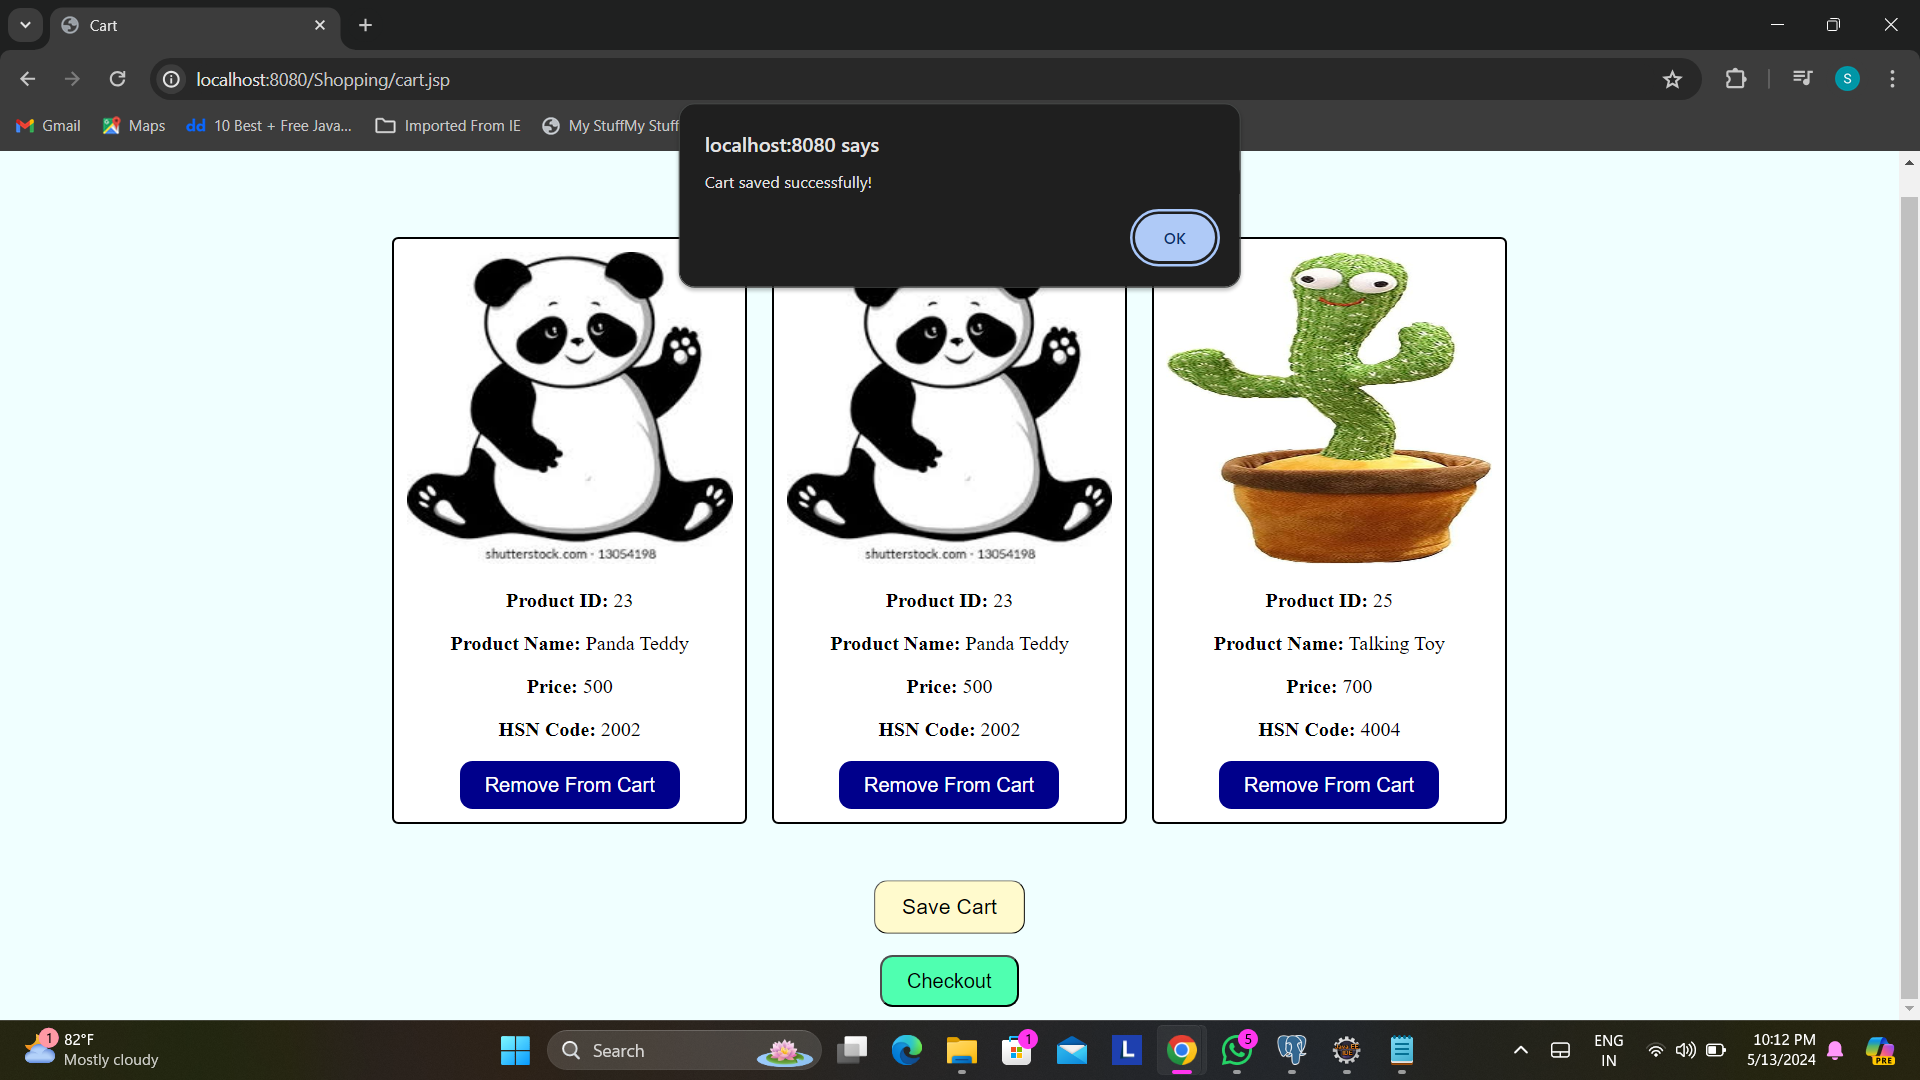 Cart
localhost:8080/Shopping/cart.jsp
S
Gmail
Maps
dd 10 Best + Free Java...
Imported From IE
My StuffMy Stuff
localhost:8080 says
Cart saved successfully!
OK
shutterstock.com · 13054198
shutterstock.com · 13054198
Product ID: 23
Product ID: 23
Product ID: 25
Product Name: Panda Teddy
Product Name: Panda Teddy
Product Name: Talking Toy
Price: 500
Price: 500
Price: 700
HSN Code: 2002
HSN Code: 2002
HSN Code: 4004
Remove From Cart
Remove From Cart
Remove From Cart
Save Cart
Checkout
1
82°F
Mostly cloudy
Search
1
L
5
ENG
IN
10:12 PM
5/13/2024
PRE